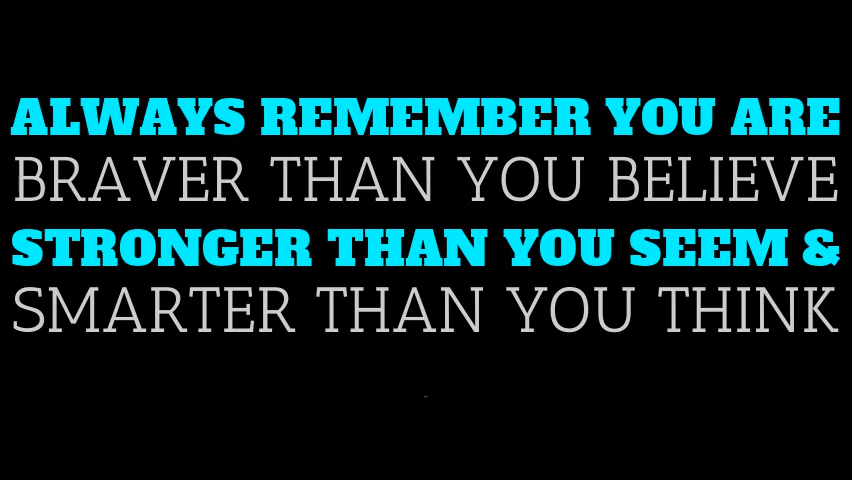 ALWAYS REMEMBER YOU ARE
BRAVER THAN YOU BELIEVE
STRONGER THAN YOU SEEM &
SMARTER THAN YOU THINK